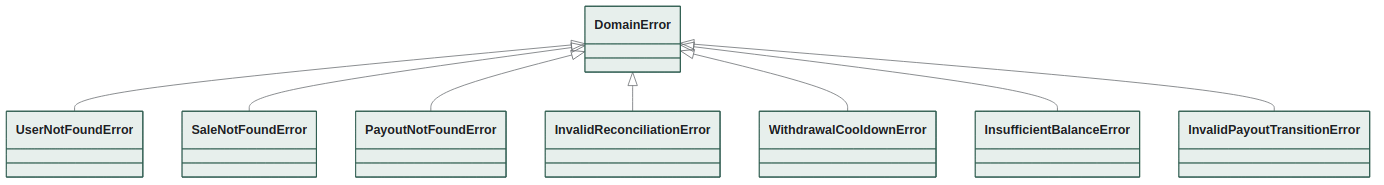 DomainError
UserNotFoundError
SaleNotFoundError
PayoutNotFoundError
InvalidReconciliationError
WithdrawalCooldownError
InsufficientBalanceError
InvalidPayoutTransitionError